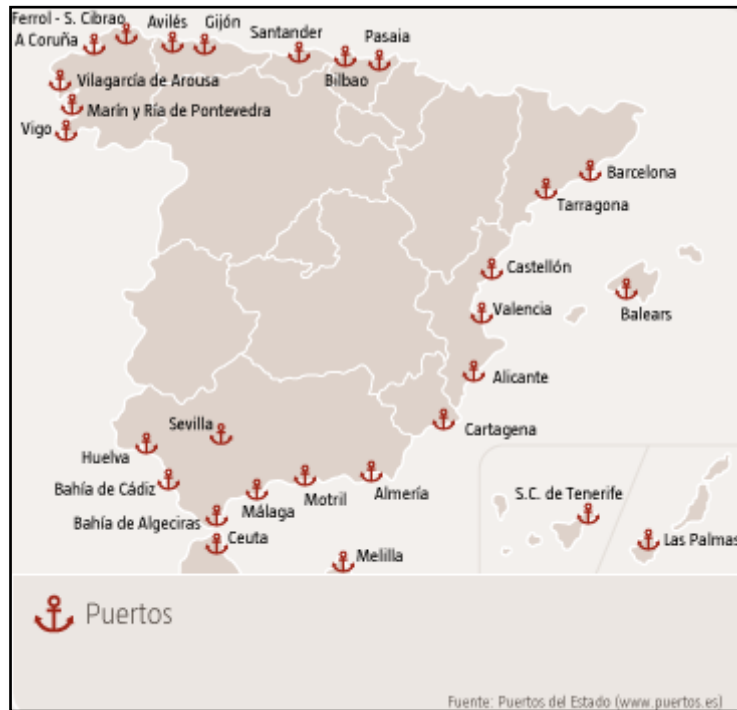 Ferrol - S. Cibrao
Avilés
Gijón
A Coruña
Santander
Pasaia
Bilbao
Vilagarcía de Arousa
Marín y Ría de Pontevedra
Vigo
Barcelona
Tarragona
Castellón
Valencia
Balears
Alicante
Cartagena
Sevilla
Huelva
Bahía de Cádiz
Málaga
Motril
Almería
S.C. de Tenerife
Bahía de Algeciras
Ceuta
Melilla
Las Palmas
Puertos
Fuente: Puertos del Estado (www.puertos.es)